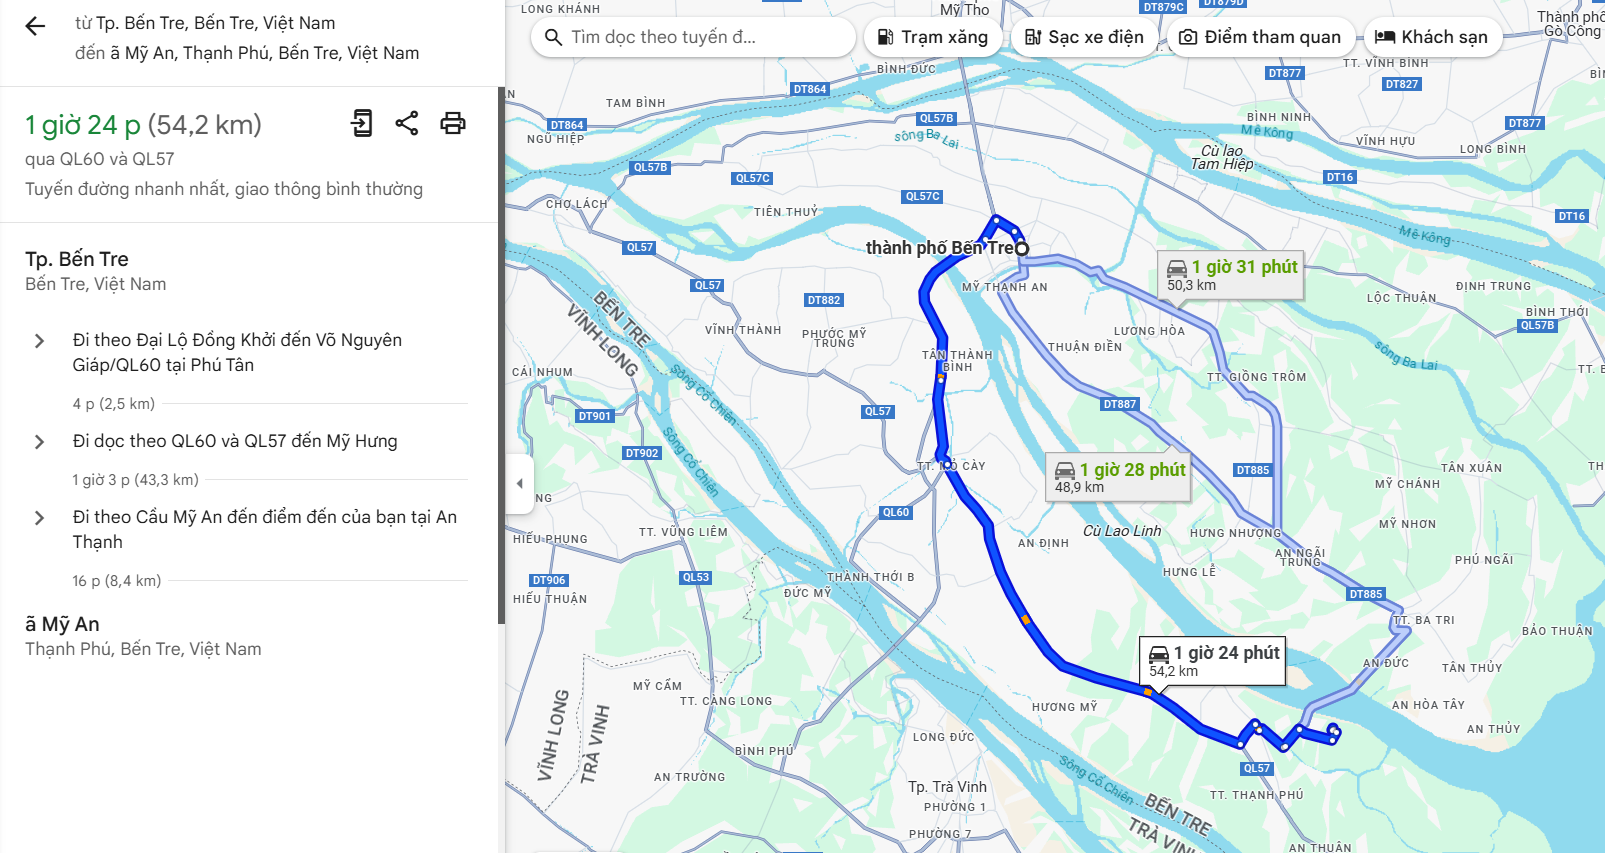 từ Tp. Bến Tre, Bến Tre, Việt Nam
đến ã Mỹ An, Thạnh Phú, Bến Tre, Việt Nam
1 giờ 24 p (54,2 km)
qua QL60 và QL57
Tuyến đường nhanh nhất, giao thông bình thường
Tp. Bến Tre
Bến Tre, Việt Nam
Đi theo Đại Lộ Đồng Khởi đến Võ Nguyên
Giáp/QL60 tại Phú Tân
4 p (2,5 km)
Đi dọc theo QL60 và QL57 đến Mỹ Hưng
1 giờ 3 p (43,3 km)
Đi theo Cầu Mỹ An đến điểm đến của bạn tại An
Thạnh
16 p (8,4 km)
ã Mỹ An
Thạnh Phú, Bến Tre, Việt Nam
Tìm dọc theo tuyến đ...
Trạm xăng
Sạc xe điện
Điểm tham quan
Khách sạn
LONG KHÁNH
Mỹ Tho
DT879C
DT879D
Thành phố
Gò Công
BÌNH ĐỨC
DT877
TT. VĨNH BÌNH
DT827
DT864
TAM BÌNH
DT864
NGŨ HIỆP
QL57B
sông Ba Lai
BÌNH NINH
Mê Kông
DT877
VĨNH HỰU
LONG BÌNH
Cù lao
Tam Hiệp
QL57B
QL57C
QL57C
DT16
CHỢ LÁCH
TIÊN THUỶ
DT16
Mê Kông
QL57
thành phố Bến Tre
1 giờ 31 phút
50,3 km
QL57
MỸ THẠNH AN
ĐỊNH TRUNG
LỘC THUẬN
DT882
BÌNH THỚI
BẾN TRE
VĨNH LONG
VĨNH THÀNH
PHƯỚC MỸ
TRUNG
LƯƠNG HÒA
QL57B
THUẬN ĐIỀN
TÂN THÀNH
BÌNH
sông Ba Lai
CÁI NHUM
TT. GIỒNG TRÔM
Sông Cổ Chiên
DT901
QL57
DT887
DT902
Sông Cổ Chiên
TT. MỎ CÀY
1 giờ 28 phút
48,9 km
DT885
TÂN XUÂN
MỸ CHÁNH
QL60
HIẾU PHỤNG
TT. VŨNG LIÊM
AN ĐỊNH
Cù Lao Linh
HƯNG NHƯỢNG
MỸ NHƠN
AN NGÃI
TRUNG
PHÚ NGÃI
DT906
HIẾU THUẬN
QL53
THÀNH THỚI B
ĐỨC MỸ
HƯNG LỄ
DT885
TT. BA TRI
BẢO THUẬN
1 giờ 24 phút
54,2 km
AN ĐỨC
TÂN THỦY
MỸ CẨM
TT. CÀNG LONG
HƯƠNG MỸ
AN HÒA TÂY
AN THỦY
VĨNH LONG
TRÀ VINH
BÌNH PHÚ
LONG ĐỨC
AN TRƯỜNG
Sông Cổ Chiên
QL57
Tp. Trà Vinh
PHƯỜNG 1
TT. THẠNH PHÚ
BẾN TRE
TRÀ VINH
PHƯỜNG 7
AN THUẬN